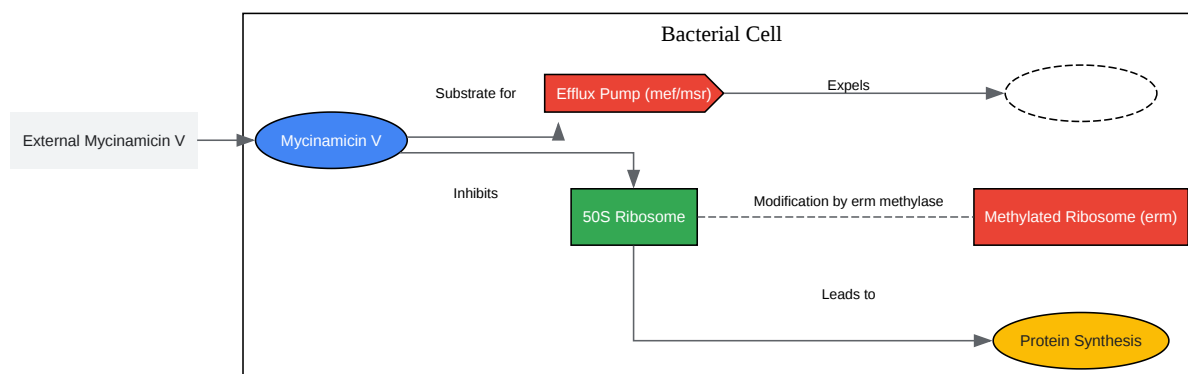 Bacterial Cell
Substrate for
Efflux Pump (mef/msr)
Expels
External Mycinamicin V
Mycinamicin V
Inhibits
50S Ribosome
Modification by erm methylase
Methylated Ribosome (erm)
Leads to
Protein Synthesis